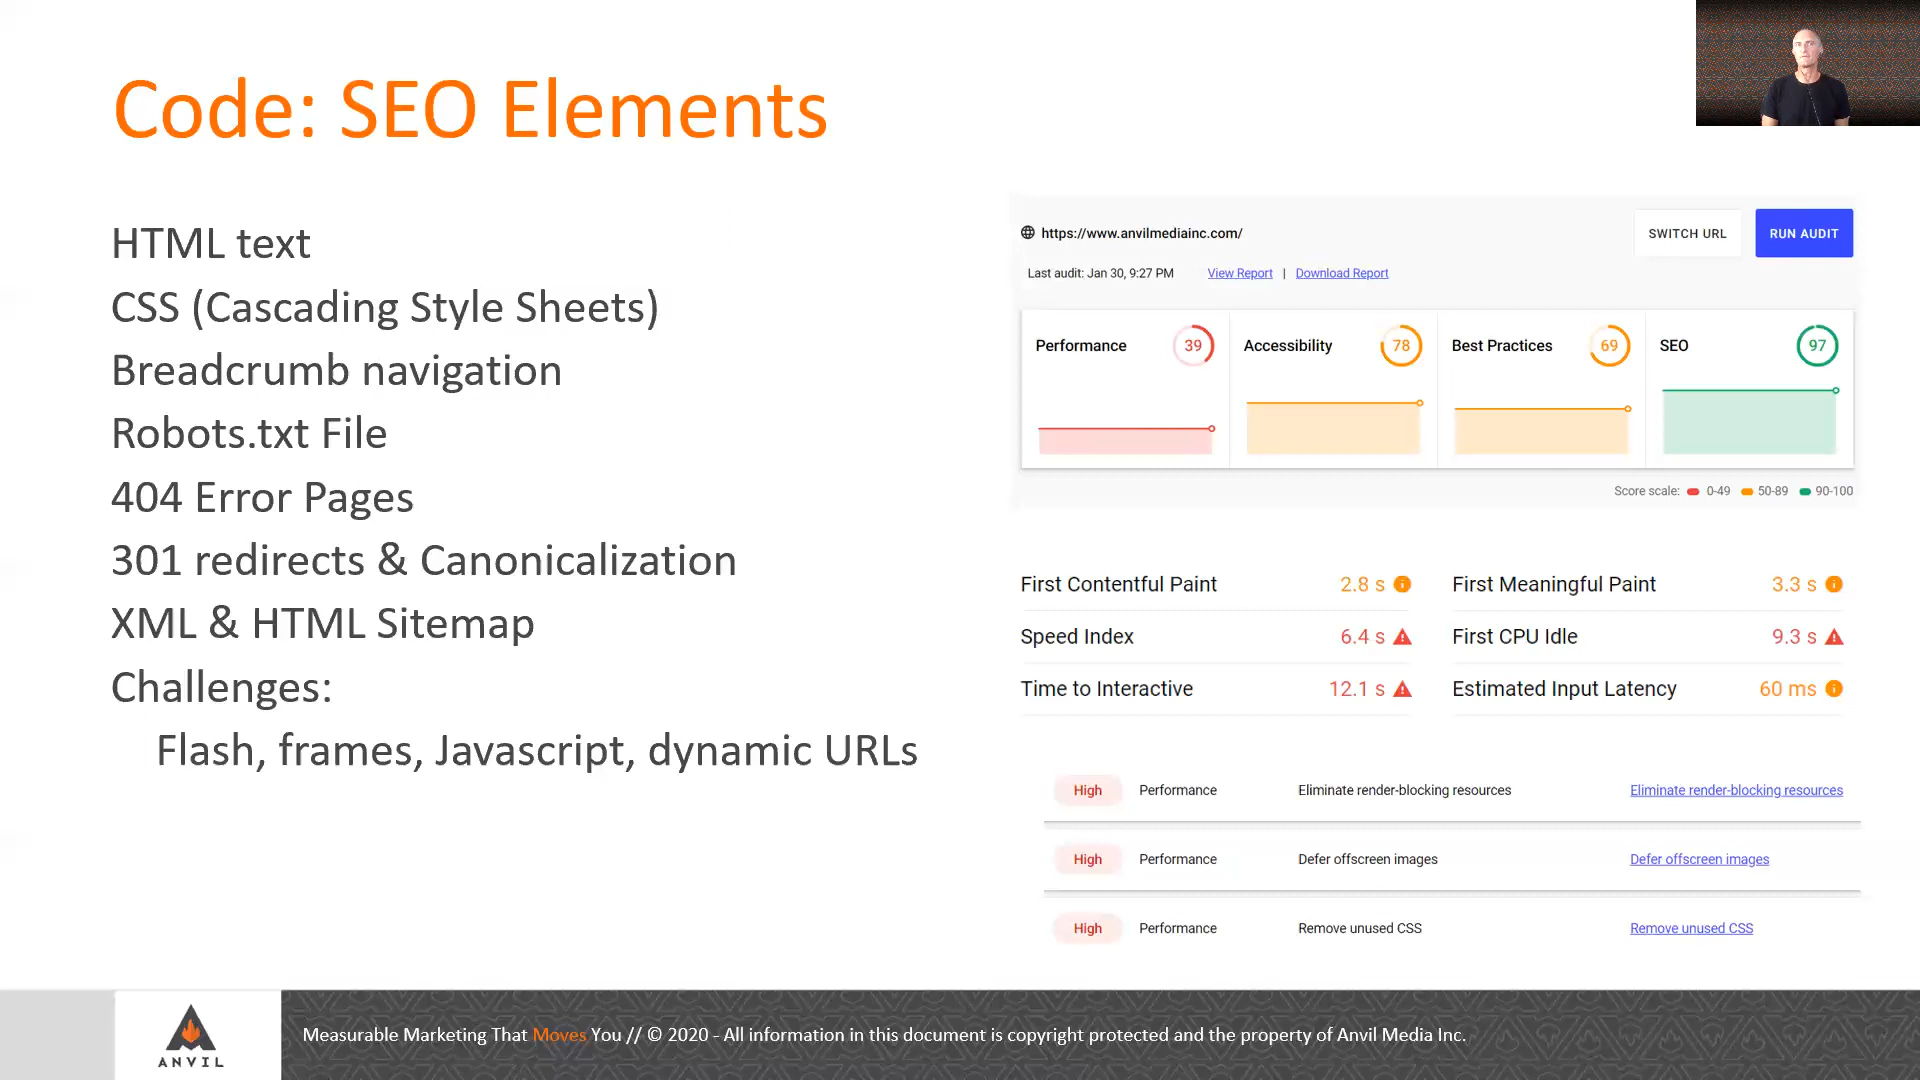 Code: SEO Elements
HTML text
CSS (Cascading Style Sheets)
Breadcrumb navigation
Robots.txt File
404 Error Pages
301 redirects & Canonicalization
XML & HTML Sitemap
Challenges:
Flash, frames, Javascript, dynamic URLs
https://www.anvilmediainc.com/
SWITCH URL
RUN AUDIT
Last audit: Jan 30, 9:27 PM
View Report | Download Report
Performance 39
Accessibility 78
Best Practices 69
SEO 97
Score scale: 0-49 50-89 90-100
First Contentful Paint 2.8 s
First Meaningful Paint 3.3 s
Speed Index 6.4 s
First CPU Idle 9.3 s
Time to Interactive 12.1 s
Estimated Input Latency 60 ms
High Performance Eliminate render-blocking resources Eliminate render-blocking resources
High Performance Defer offscreen images Defer offscreen images
High Performance Remove unused CSS Remove unused CSS
ANVIL
Measurable Marketing That Moves You // © 2020 - All information in this document is copyright protected and the property of Anvil Media Inc.